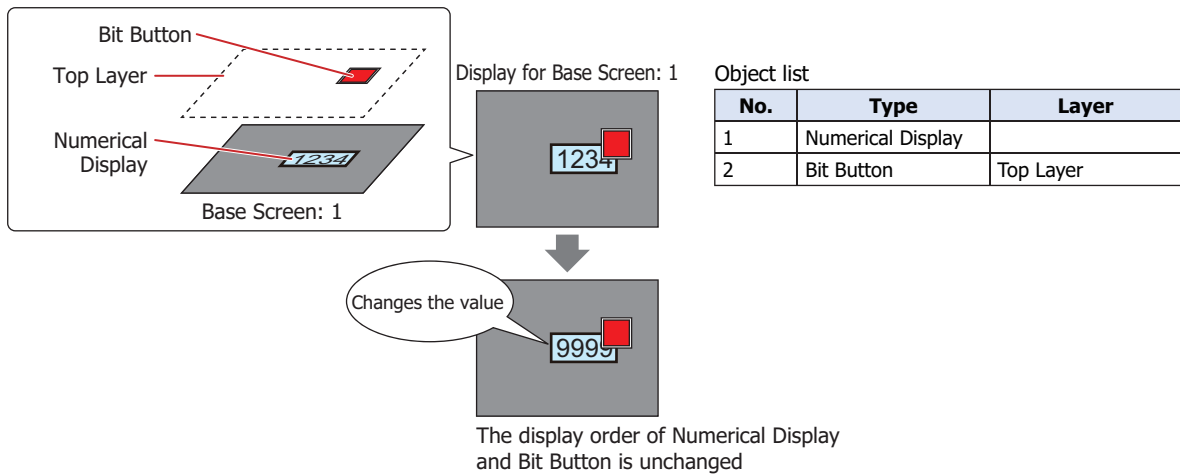 Bit Button
Top Layer
Numerical
Display
1234
Base Screen: 1
Display for Base Screen: 1
1234
Changes the value
9999
The display order of Numerical Display
and Bit Button is unchanged
Object list
No. Type Layer
1 Numerical Display
2 Bit Button Top Layer